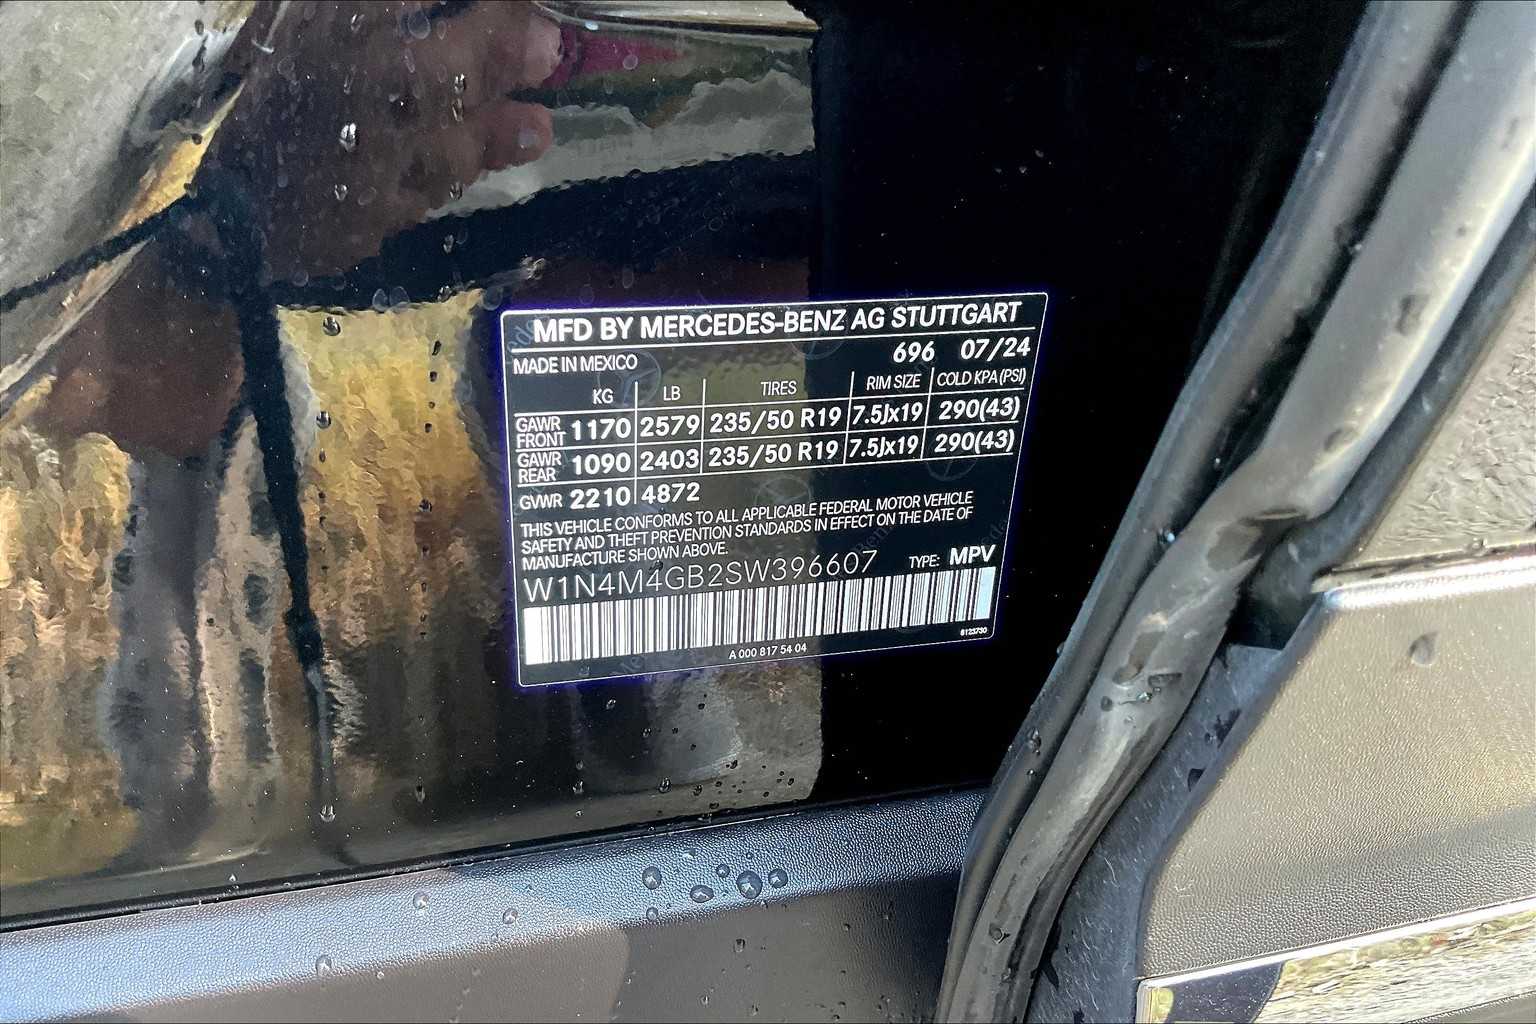 MFD BY MERCEDES-BENZ AG STUTTGART
MADE IN MEXICO 696 07/24
KG LB TIRES RIM SIZE COLD KPA (PSI)
GAWR FRONT 1170 2579 235/50 R19 7.5Jx19 290(43)
GAWR REAR 1090 2403 235/50 R19 7.5Jx19 290(43)
GVWR 2210 4872
THIS VEHICLE CONFORMS TO ALL APPLICABLE FEDERAL MOTOR VEHICLE
SAFETY AND THEFT PREVENTION STANDARDS IN EFFECT ON THE DATE OF
MANUFACTURE SHOWN ABOVE.
W1N4M4GB2SW396607 TYPE: MPV
8123730
A 000 817 54 04